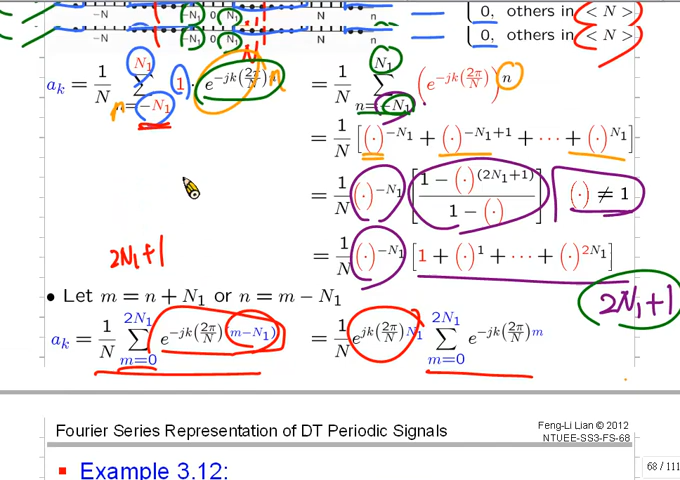 −N −N₁ 0 N₁ N n 0, others in < N >
−N −N₁ 0 N₁ N n 0, others in < N >
a_k = 1/N ∑_{n=−N₁}^{N₁} 1 · e^{−jk(2π/N)n} = 1/N ∑_{n=−N₁}^{N₁} (e^{−jk(2π/N)})^n
= 1/N [(·)^{−N₁} + (·)^{−N₁+1} + ··· + (·)^{N₁}]
= 1/N (·)^{−N₁} [ (1 − (·)^{(2N₁+1)}) / (1 − (·)) ] (·) ≠ 1
= 1/N (·)^{−N₁} [1 + (·)^1 + ··· + (·)^{2N₁}]
2N₁+1
• Let m = n + N₁ or n = m − N₁
2N₁+1
a_k = 1/N ∑_{m=0}^{2N₁} e^{−jk(2π/N)(m−N₁)} = 1/N e^{jk(2π/N)N₁} ∑_{m=0}^{2N₁} e^{−jk(2π/N)m}
Feng-Li Lian © 2012
Fourier Series Representation of DT Periodic Signals
NTUEE-SS3-FS-68
68 / 111
▪ Example 3.12: